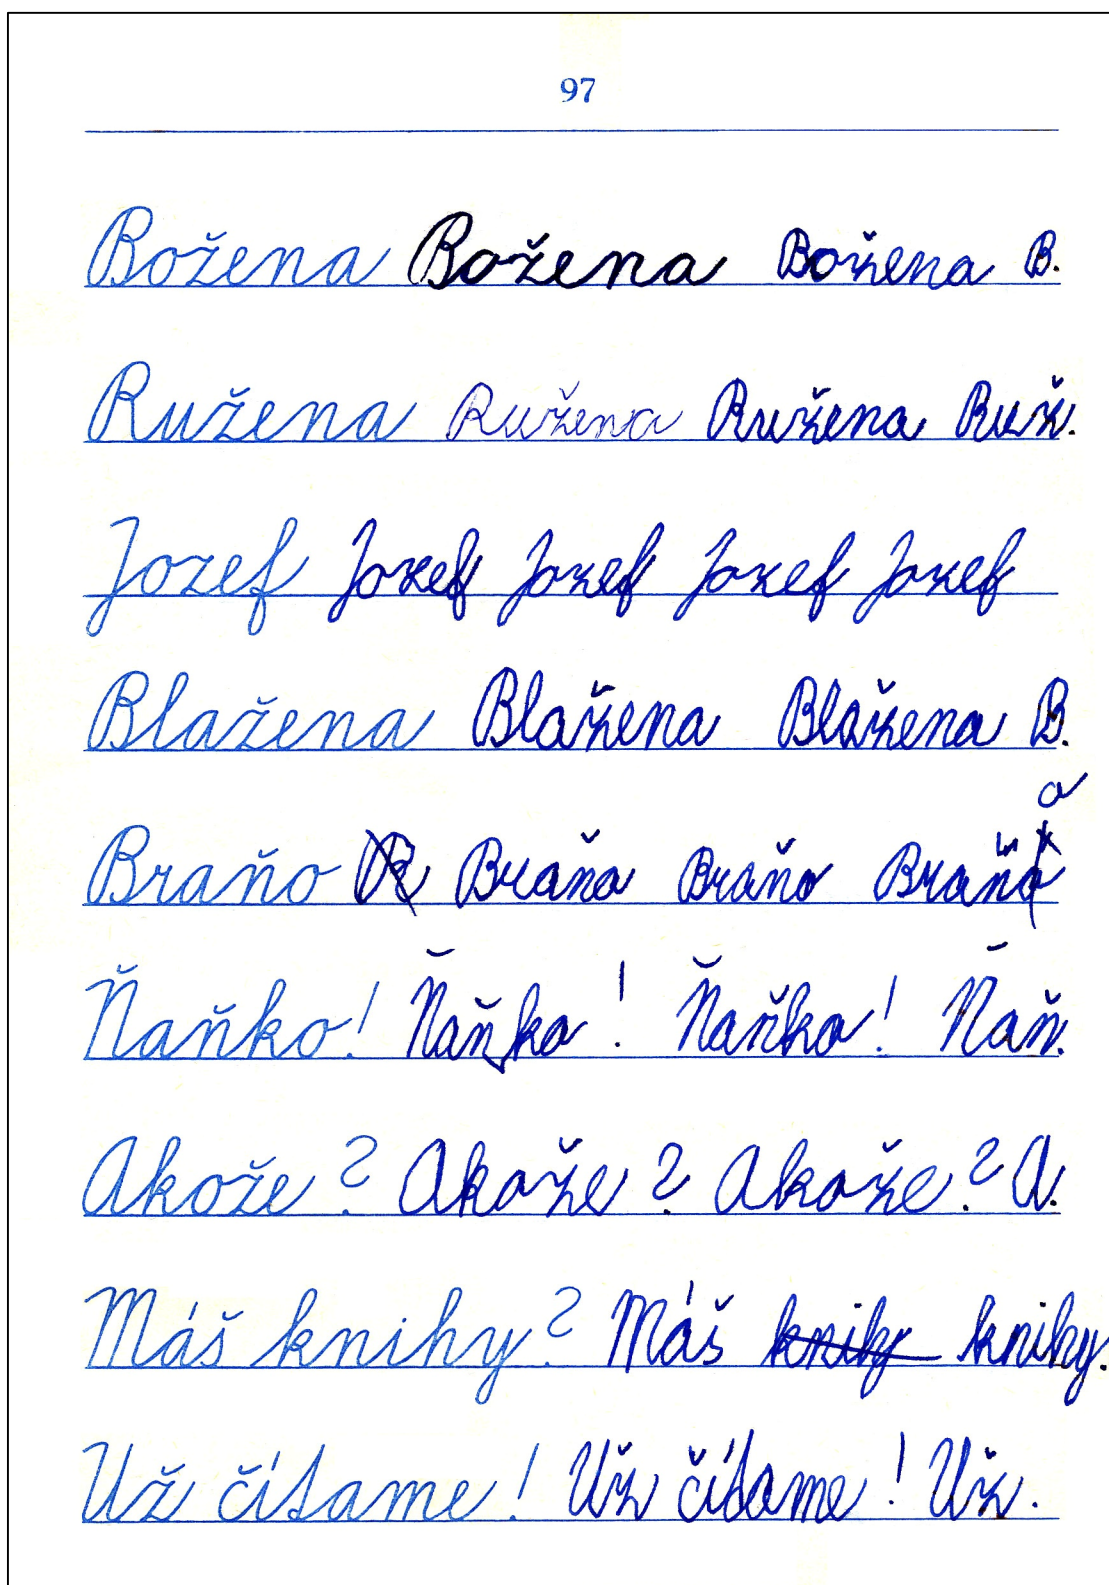 97
Božena Božena Božena B.
Ružena Ružena Ružena Ruž.
Jozef Jozef Jozef Jozef Jozef
Blažena Blažena Blažena B.
o
Braňo B Braňo Braňo Braňo
Ňaňko! Ňaňko! Ňaňko! Ňaň.
Akože? Akože? Akože? A.
Máš knihy? Máš knihy knihy.
Už čítame! Už čítame! Už.